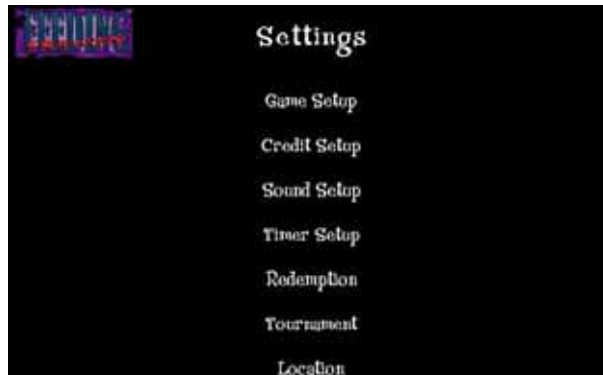 Settings
Game Setup
Credit Setup
Sound Setup
Timer Setup
Redemption
Tournament
Location